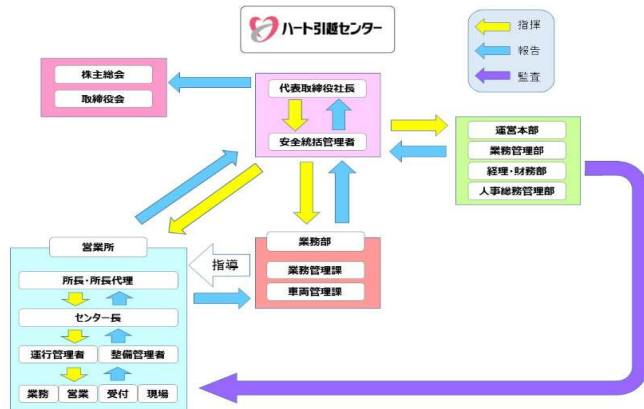 ハート引越センター
指揮
報告
監査
株主総会
取締役会
代表取締役社長
安全統括管理者
運営本部
業務管理部
経理・財務部
人事総務管理部
営業所
指導
業務部
業務管理課
車両管理課
所長・所長代理
センター長
運行管理者 整備管理者
業務 営業 受付 現場